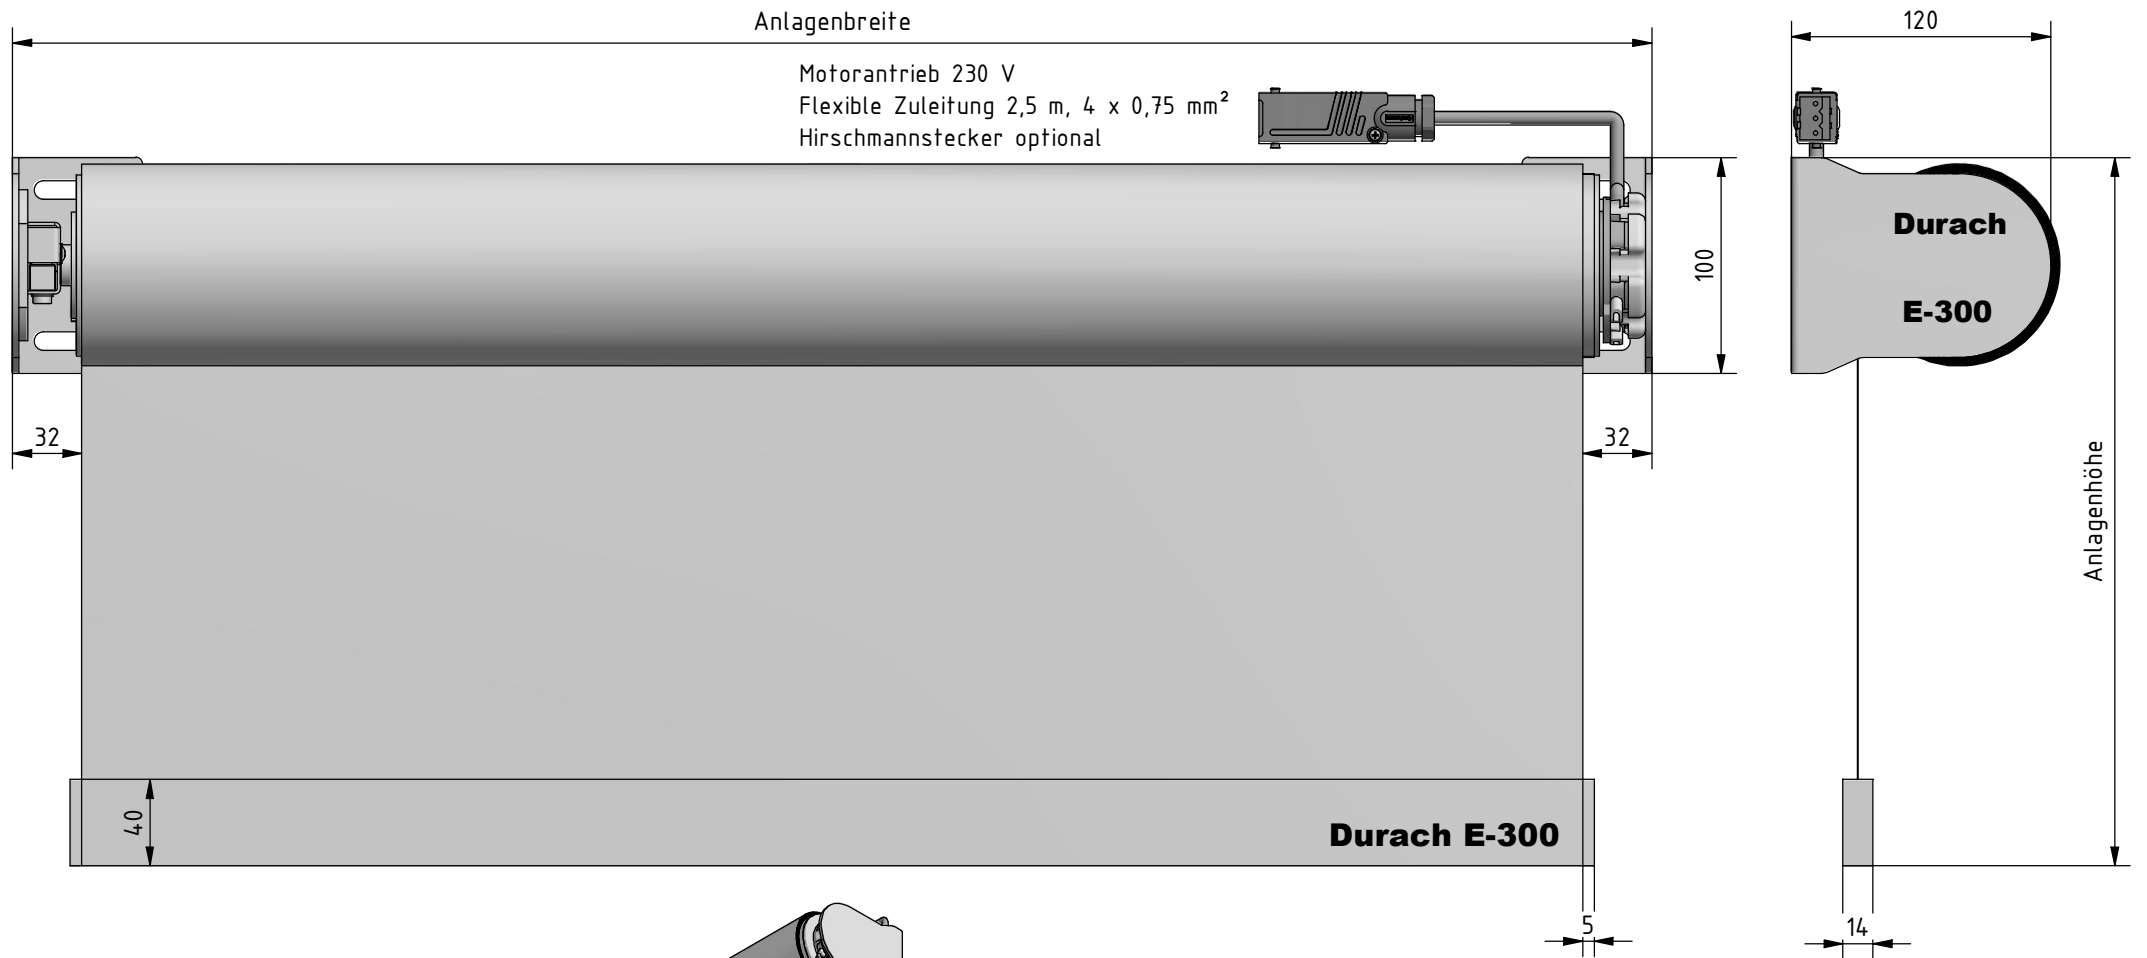 Anlagenbreite
120
Motorantrieb 230 V
Flexible Zuleitung 2,5 m, 4 x 0,75 mm²
Hirschmannstecker optional
Durach
E-300
100
32
32
Anlagenhöhe
40
Durach E-300
5
14